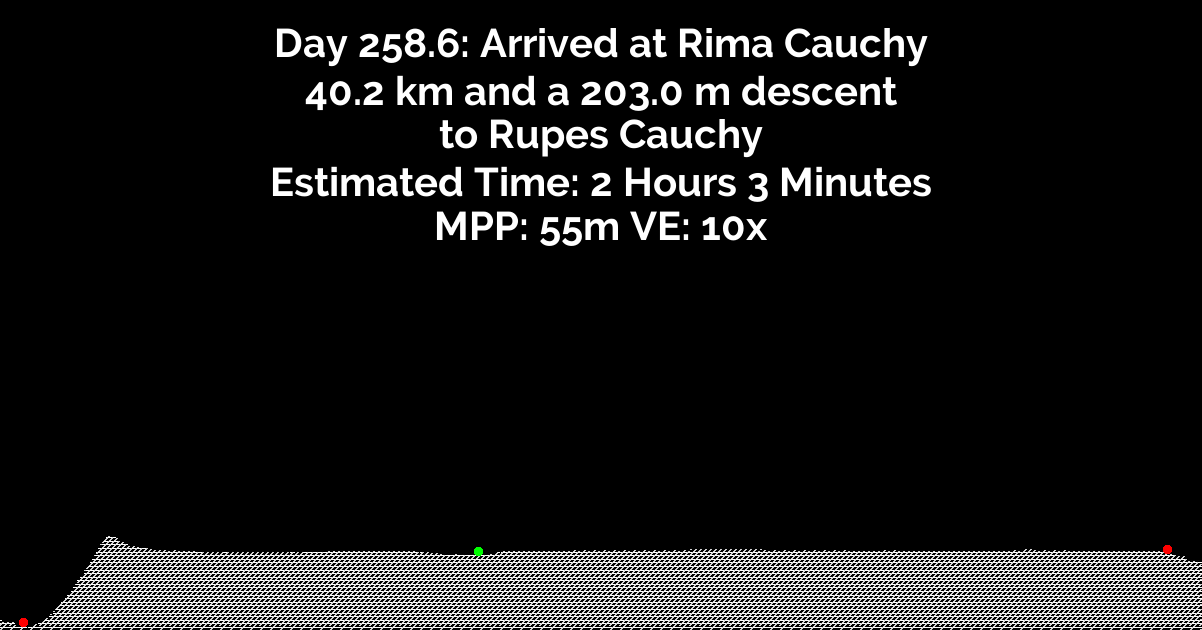 Day 258.6: Arrived at Rima Cauchy
40.2 km and a 203.0 m descent
to Rupes Cauchy
Estimated Time: 2 Hours 3 Minutes
MPP: 55m VE: 10x